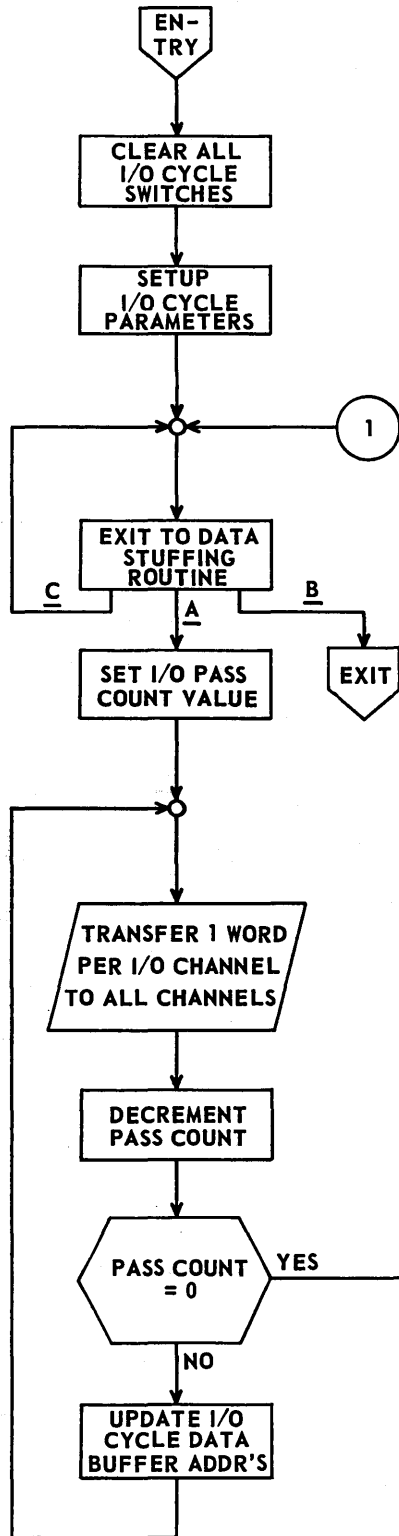 EN-
TRY
CLEAR ALL
I/O CYCLE
SWITCHES
SETUP
I/O CYCLE
PARAMETERS
1
EXIT TO DATA
STUFFING
ROUTINE
C
A
B
SET I/O PASS
COUNT VALUE
EXIT
TRANSFER 1 WORD
PER I/O CHANNEL
TO ALL CHANNELS
DECREMENT
PASS COUNT
PASS COUNT
= 0
YES
NO
UPDATE I/O
CYCLE DATA
BUFFER ADDR'S